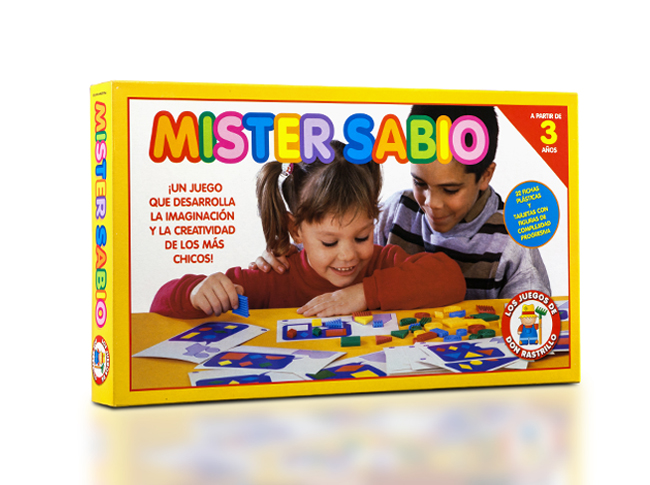 MISTER SABIO
A PARTIR DE
3
AÑOS
¡UN JUEGO
QUE DESARROLLA
LA IMAGINACIÓN
Y LA CREATIVIDAD
DE LOS MÁS
CHICOS!
FICHAS
PLÁSTICAS
Y
TARJETAS CON
FIGURAS DE
COMPLEJIDAD
PROGRESIVA
LOS JUEGOS DE
DON RASTRILLO
MISTER SABIO